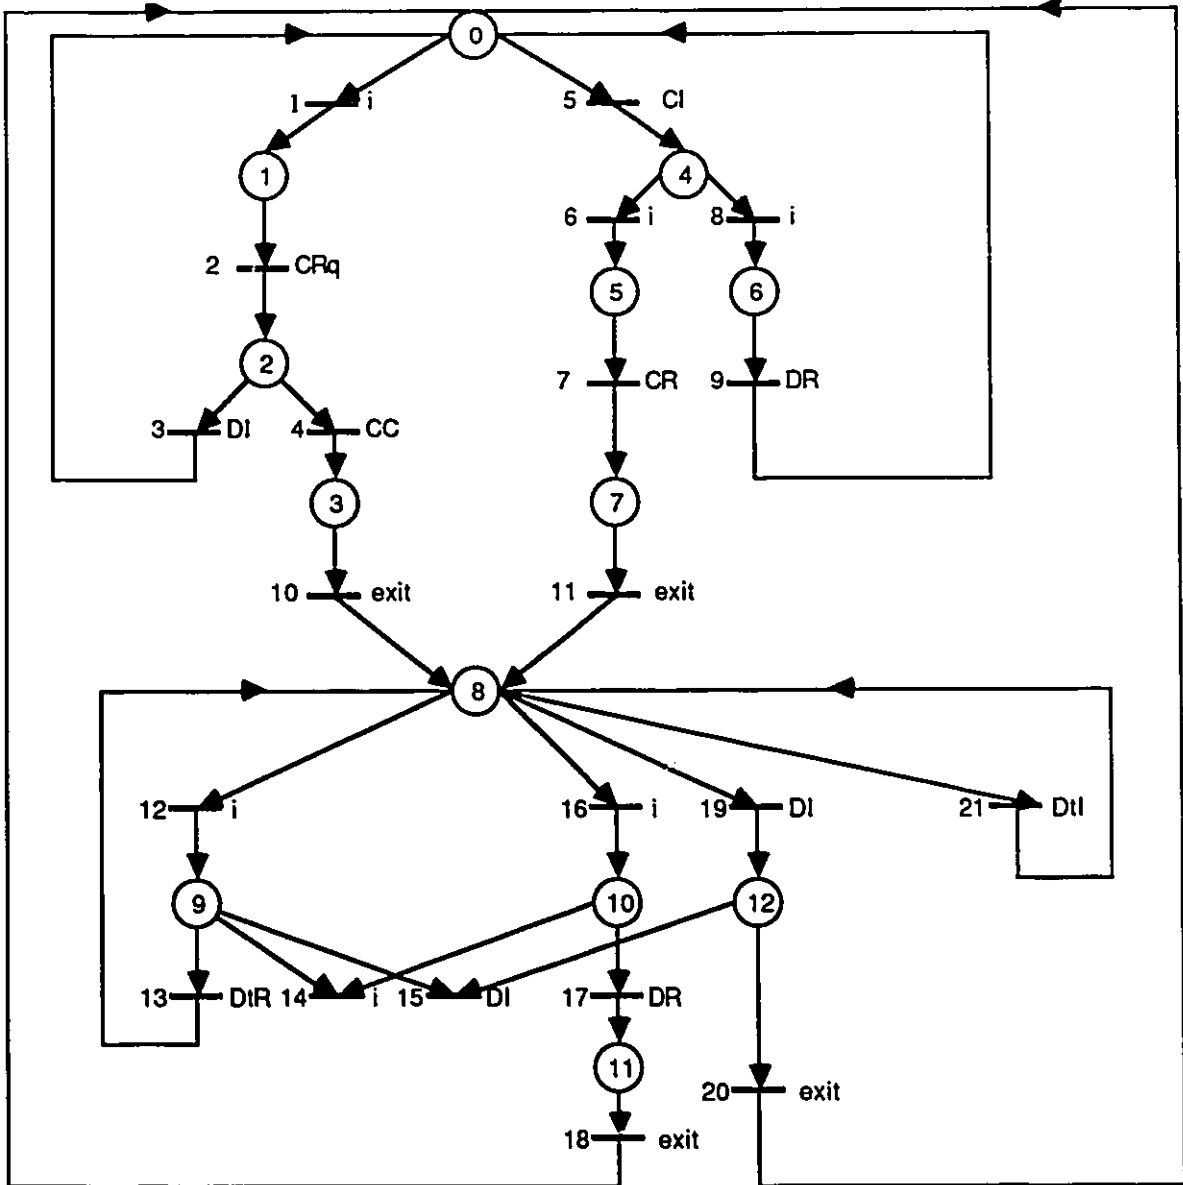 0
1 i 5 CI
1 4
6 i 8 i
2 CRq
5 6
2
7 CR 9 DR
3 DI 4 CC
3 7
10 exit 11 exit
8
12 i 16 i 19 DI 21 DtI
9 10 12
13 DtR 14 i 15 DI 17 DR
11
20 exit
18 exit